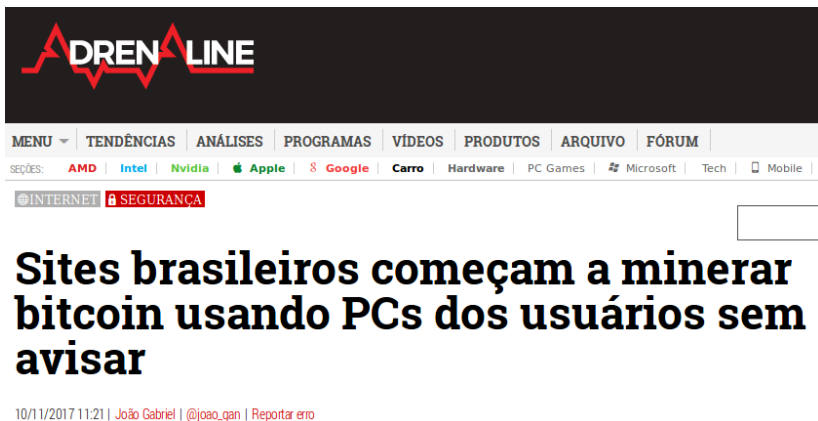 ADRENALINE
MENU TENDÊNCIAS ANÁLISES PROGRAMAS VÍDEOS PRODUTOS ARQUIVO FÓRUM
SEÇÕES: AMD Intel Nvidia Apple Google Carro Hardware PC Games Microsoft Tech Mobile
INTERNET SEGURANÇA
Sites brasileiros começam a minerar
bitcoin usando PCs dos usuários sem
avisar
10/11/2017 11:21 | João Gabriel | @joao_gan | Reportar erro